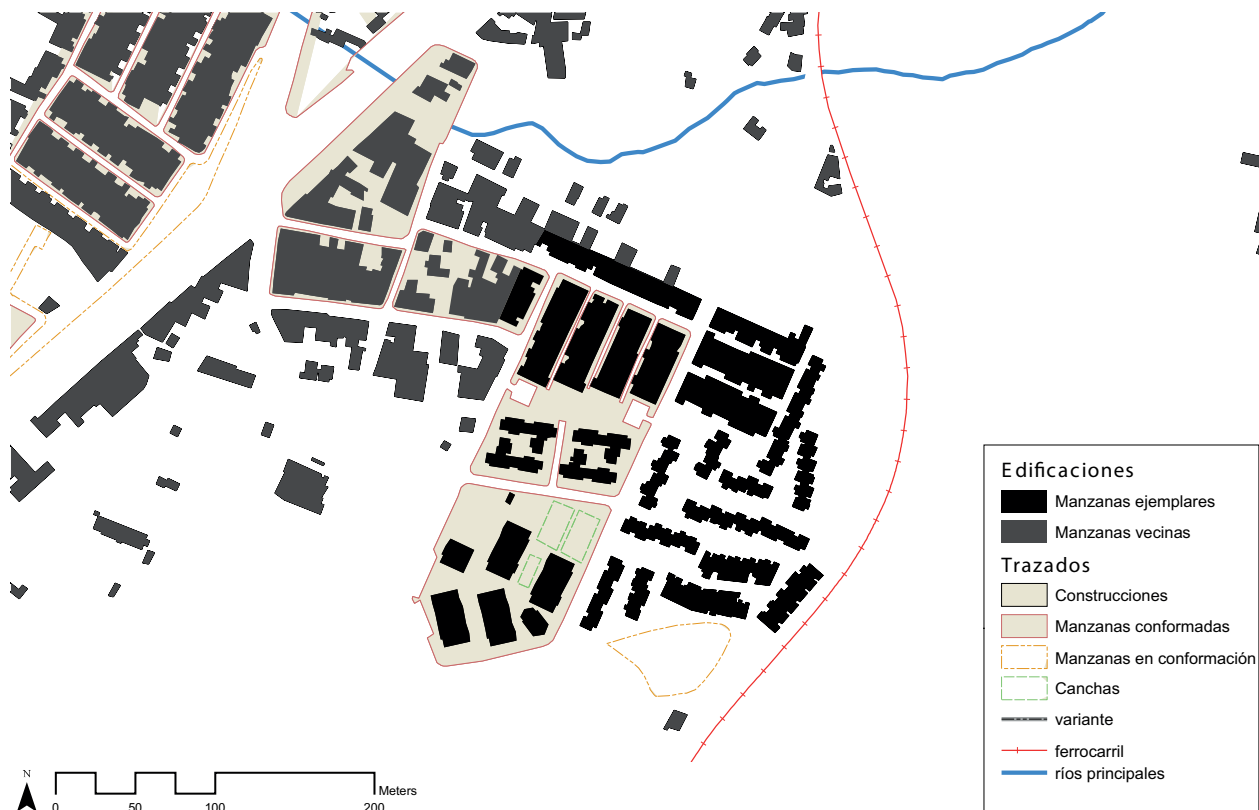 Edificaciones
Manzanas ejemplares
Manzanas vecinas
Trazados
Construcciones
Manzanas conformadas
Manzanas en conformación
Canchas
variante
ferrocarril
ríos principales
N
Meters
0 50 100 200